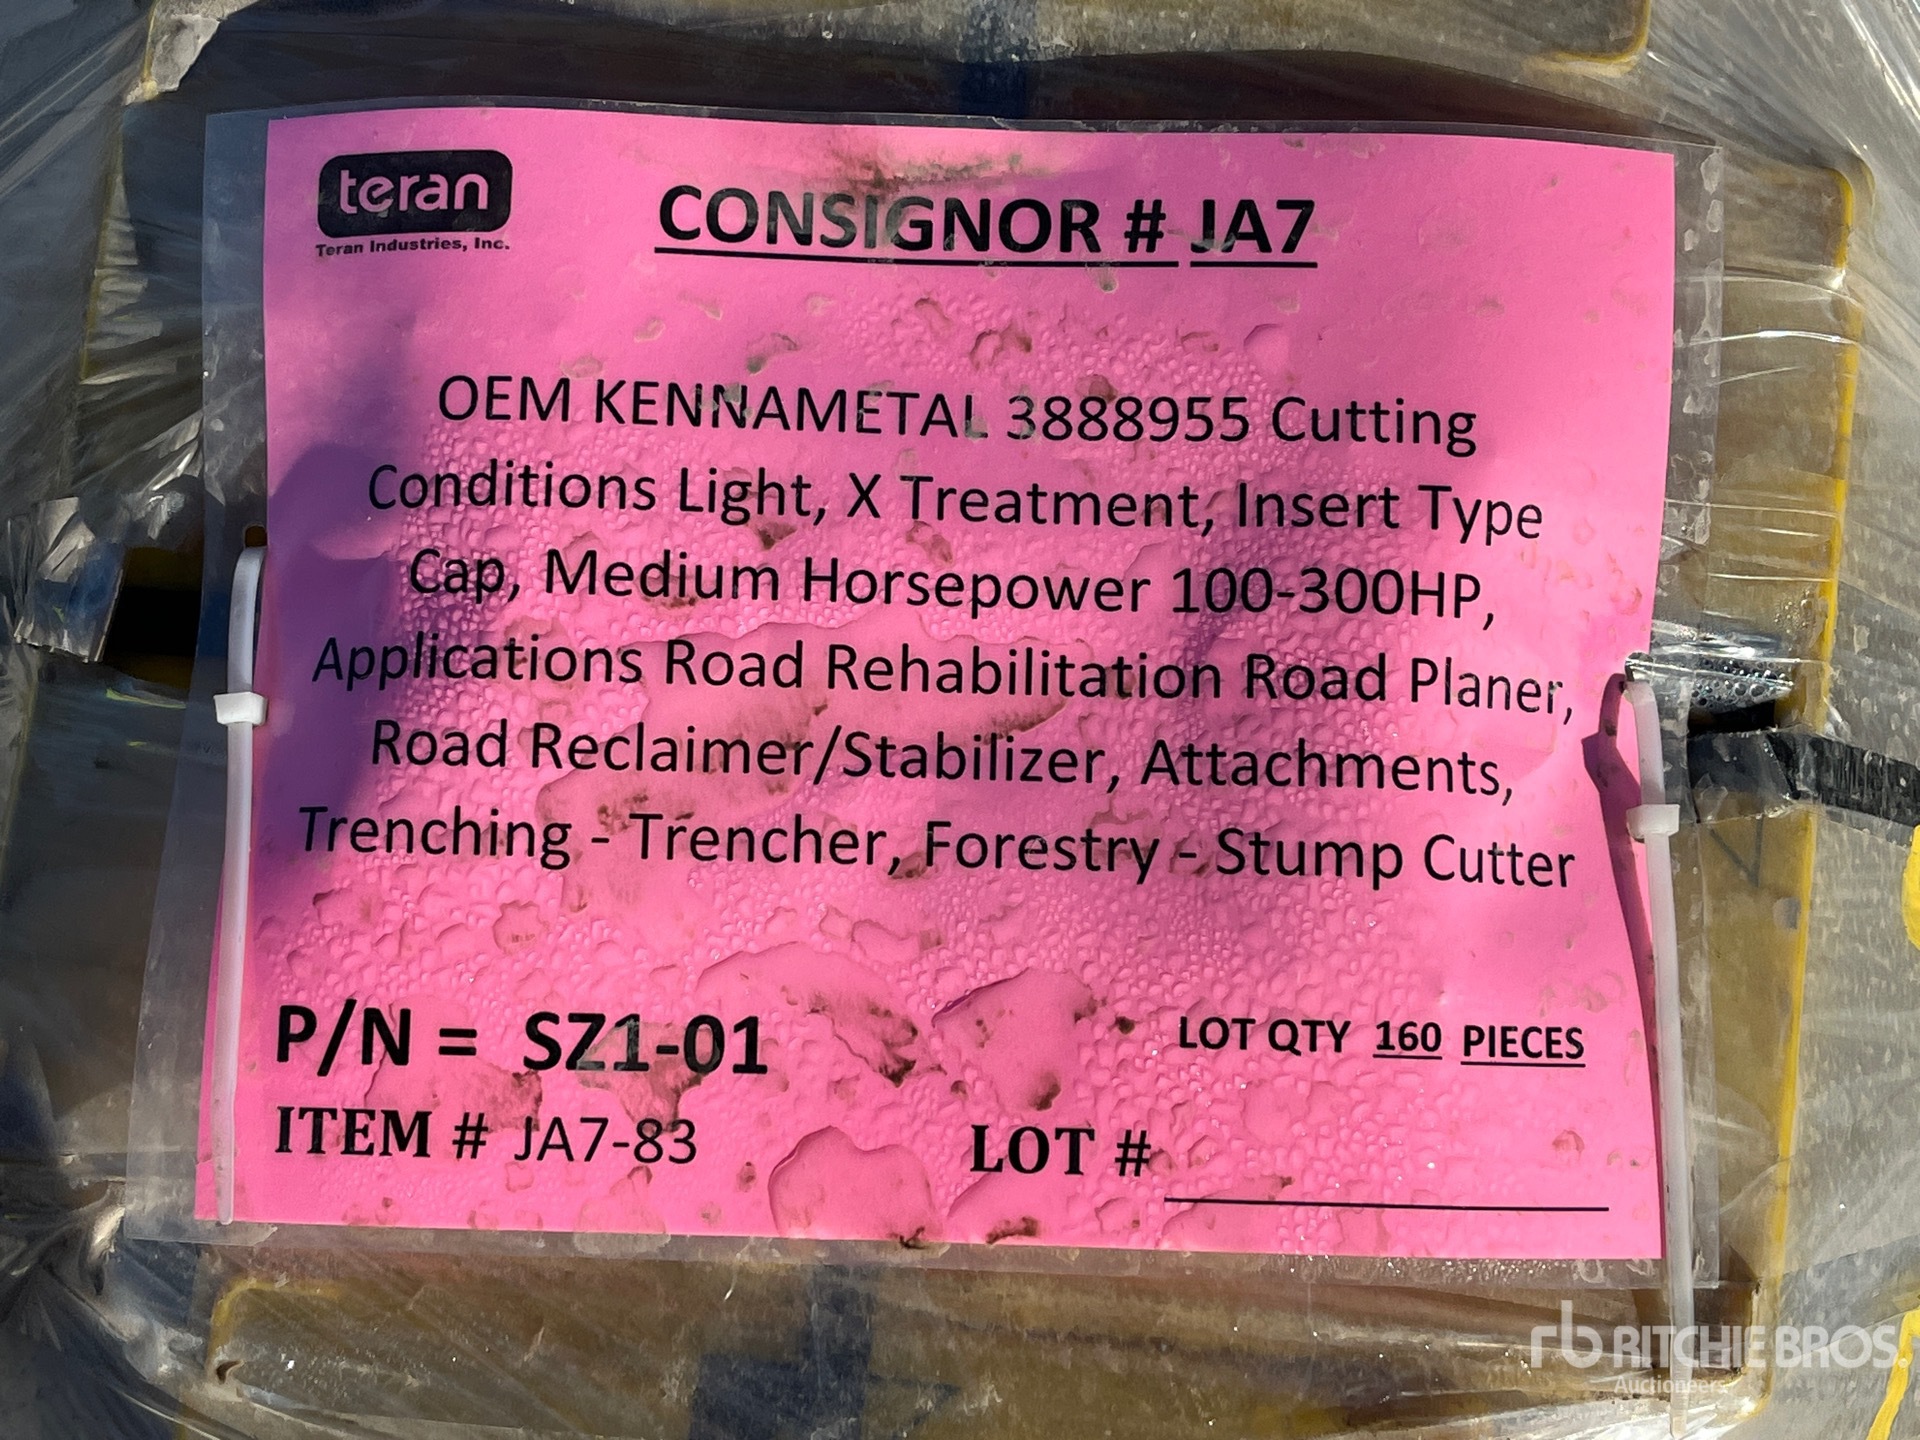 teran
Teran Industries, Inc.
CONSIGNOR # JA7
OEM KENNAMETAL 3888955 Cutting
Conditions Light, X Treatment, Insert Type
Cap, Medium Horsepower 100-300HP,
Applications Road Rehabilitation Road Planer,
Road Reclaimer/Stabilizer, Attachments,
Trenching - Trencher, Forestry - Stump Cutter
P/N = SZ1-01
LOT QTY 160 PIECES
ITEM # JA7-83
LOT #
rb RITCHIE BROS.
Auctioneers